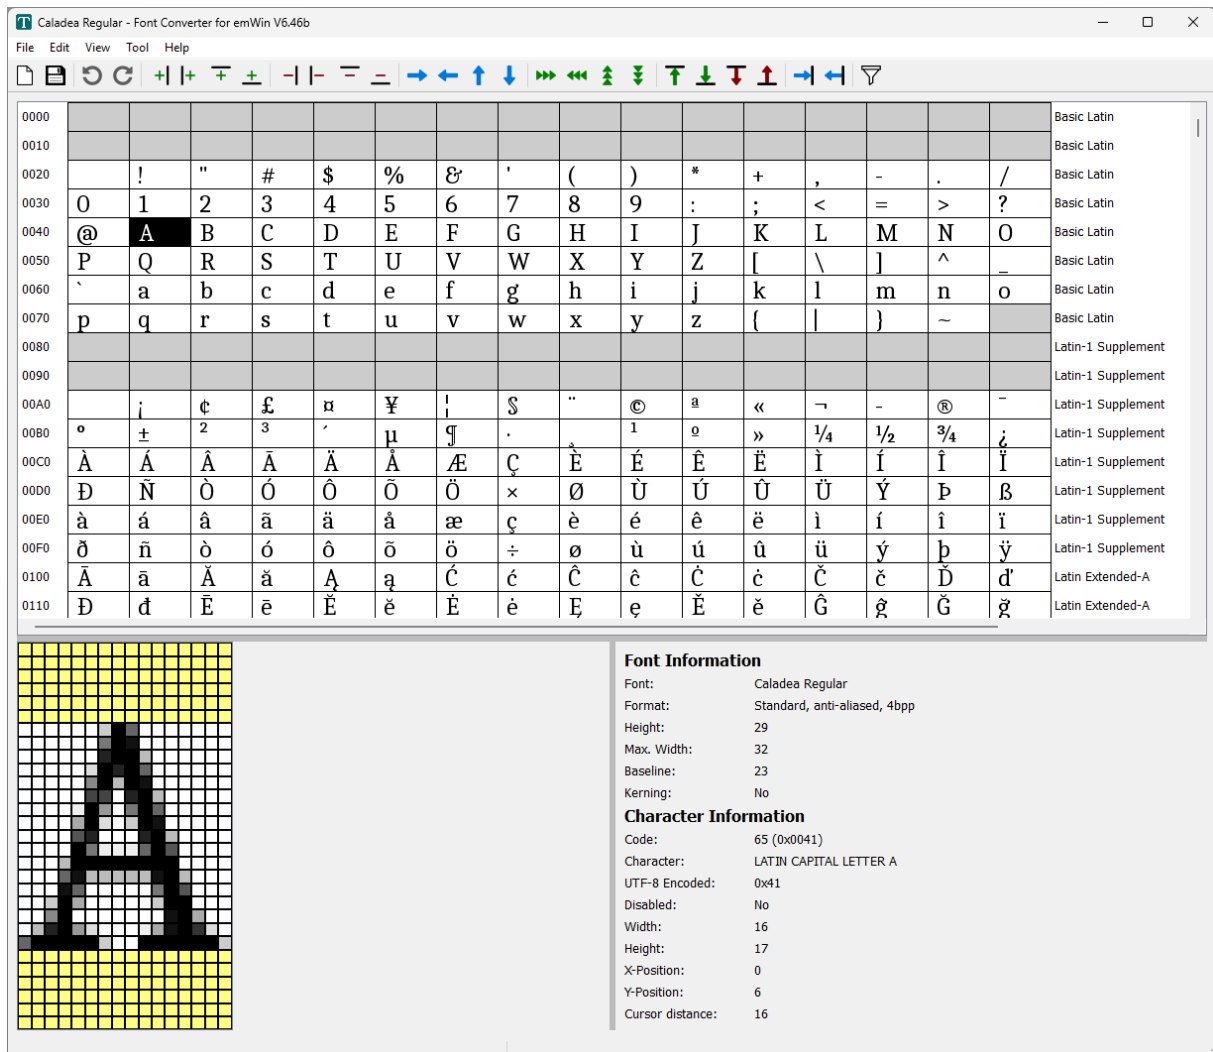 Caladea Regular - Font Converter for emWin V6.46b
File Edit View Tool Help
0000 Basic Latin
0010 Basic Latin
0020 ! " # $ % & ' ( ) * + , - . / Basic Latin
0030 0 1 2 3 4 5 6 7 8 9 : ; < = > ? Basic Latin
0040 @ A B C D E F G H I J K L M N O Basic Latin
0050 P Q R S T U V W X Y Z [ \ ] ^ _ Basic Latin
0060 ` a b c d e f g h i j k l m n o Basic Latin
0070 p q r s t u v w x y z { | } ~ Basic Latin
0080 Latin-1 Supplement
0090 Latin-1 Supplement
00A0 ¡ ¢ £ ¤ ¥ ¦ § ¨ © ª « ¬ - ® ¯ Latin-1 Supplement
00B0 ° ± ² ³ ´ µ ¶ · ¸ ¹ º » ¼ ½ ¾ ¿ Latin-1 Supplement
00C0 À Á Â Ã Ä Å Æ Ç È É Ê Ë Ì Í Î Ï Latin-1 Supplement
00D0 Ð Ñ Ò Ó Ô Õ Ö × Ø Ù Ú Û Ü Ý Þ ß Latin-1 Supplement
00E0 à á â ã ä å æ ç è é ê ë ì í î ï Latin-1 Supplement
00F0 ð ñ ò ó ô õ ö ÷ ø ù ú û ü ý þ ÿ Latin-1 Supplement
0100 Ā ā Ă ă Ą ą Ć ć Ĉ ĉ Ċ ċ Č č Ď ď Latin Extended-A
0110 Đ đ Ē ē Ĕ ĕ Ė ė Ę ę Ě ě Ĝ ĝ Ğ ğ Latin Extended-A
Font Information
Font: Caladea Regular
Format: Standard, anti-aliased, 4bpp
Height: 29
Max. Width: 32
Baseline: 23
Kerning: No
Character Information
Code: 65 (0x0041)
Character: LATIN CAPITAL LETTER A
UTF-8 Encoded: 0x41
Disabled: No
Width: 16
Height: 17
X-Position: 0
Y-Position: 6
Cursor distance: 16